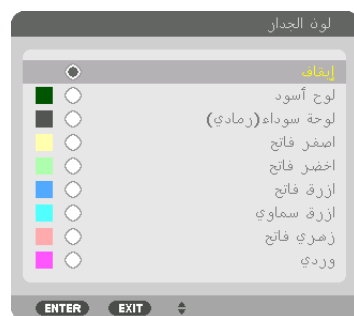 لون الجدار
إيقاف
لوح أسود
لوحة سوداء(رمادي)
اصفر فاتح
اخضر فاتح
ازرق فاتح
ازرق سماوي
زهري فاتح
وردي
ENTER EXIT